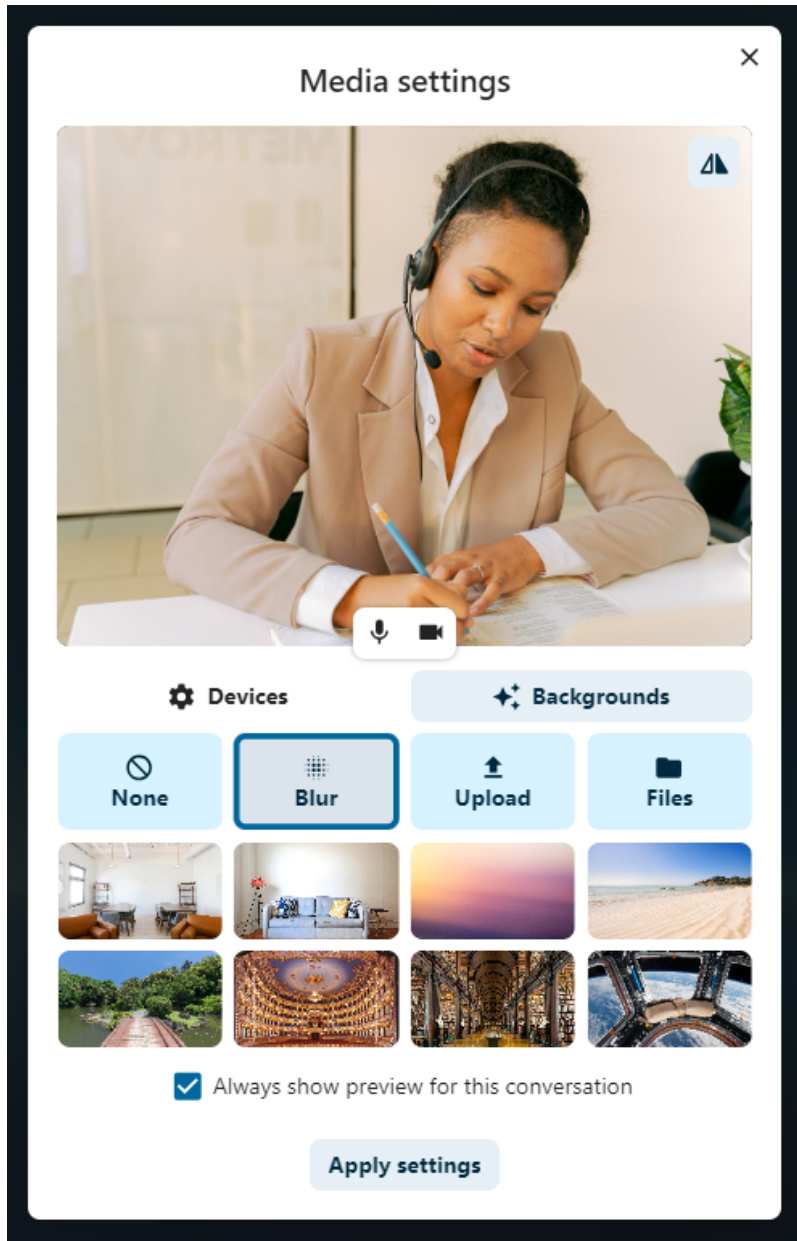 Media settings
Devices
Backgrounds
None
Blur
Upload
Files
Always show preview for this conversation
Apply settings